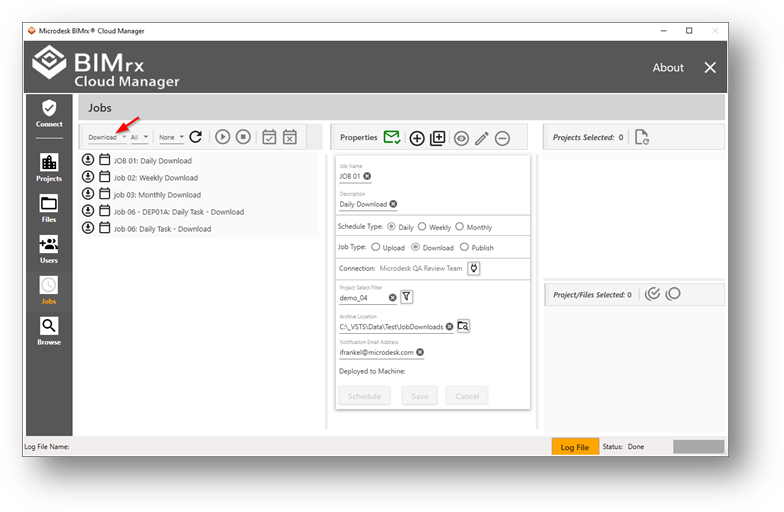 Microdesk BIMrx® Cloud Manager
BIMrx
Cloud Manager
About
Connect
Projects
Files
Users
Jobs
Browse
Jobs
Download All None
JOB 01: Daily Download
Job 02: Weekly Download
job 03: Monthly Download
Job 06 - DEP01A: Daily Task - Download
Job 06: Daily Task - Download
Properties
Job Name
JOB 01
Description
Daily Download
Schedule Type: Daily Weekly Monthly
Job Type: Upload Download Publish
Connection: Microdesk QA Review Team
Project Select Filter
demo_04
Archive Location
C:\_VSTS\Data\Test\JobDownloads
Notification Email Address
ifrankel@microdesk.com
Deployed to Machine:
Schedule Save Cancel
Projects Selected: 0
Project/Files Selected: 0
Log File Name:
Log File Status: Done